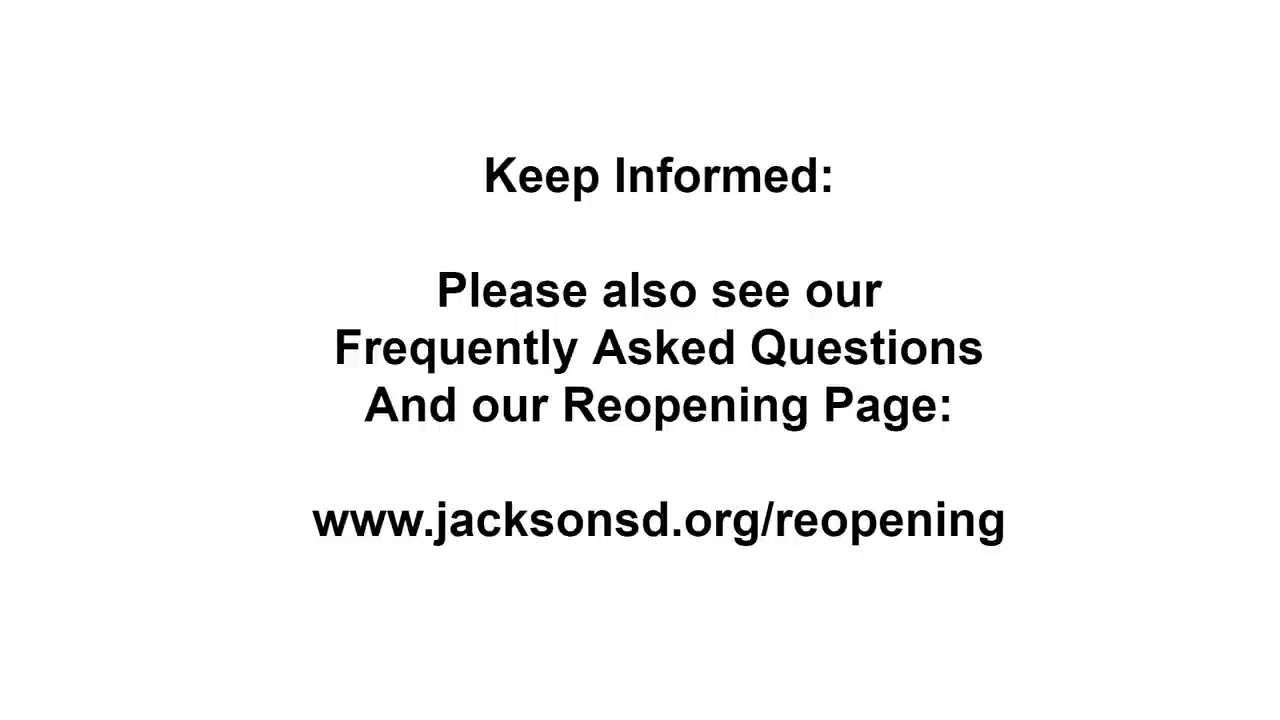 Keep Informed:
Please also see our
Frequently Asked Questions
And our Reopening Page:
www.jacksonsd.org/reopening